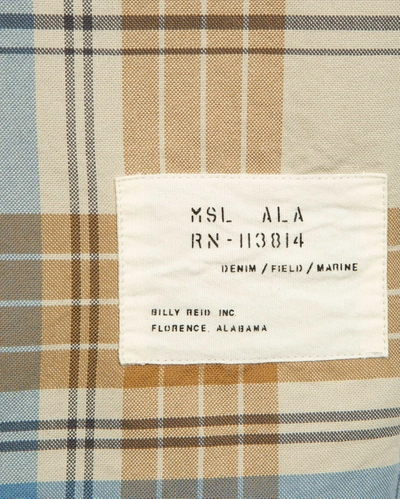 MSL ALA
RN-113814
DENIM / FIELD / MARINE
BILLY REID INC
FLORENCE, ALABAMA